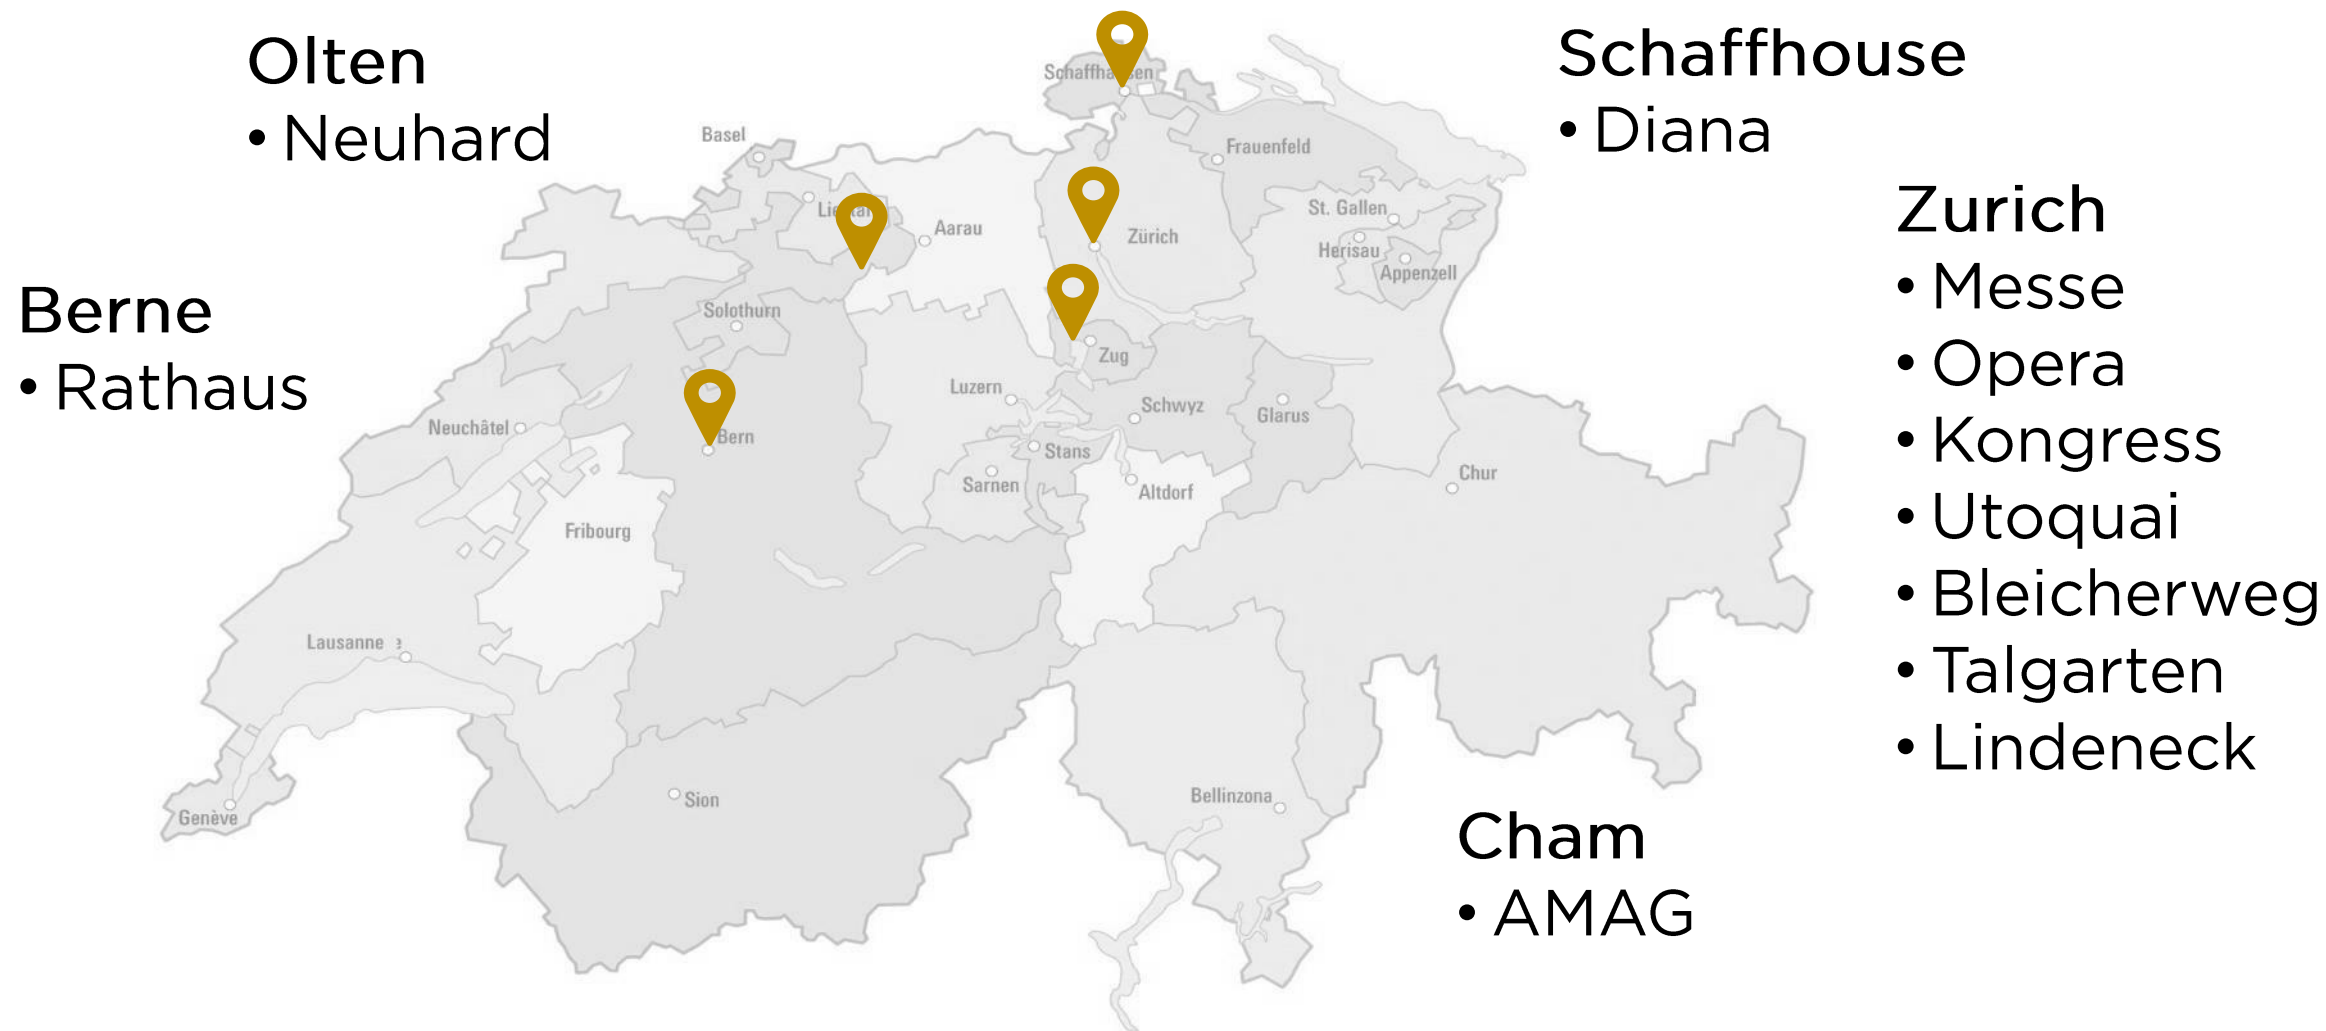 Olten
• Neuhard
Berne
• Rathaus
Schaffhouse
• Diana
Zurich
• Messe
• Opera
• Kongress
• Utoquai
• Bleicherweg
• Talgarten
• Lindeneck
Cham
• AMAG
Basel
Frauenfeld
Aarau
Zürich
St. Gallen
Herisau
Appenzell
Solothurn
Zug
Luzern
Schwyz
Glarus
Neuchâtel
Bern
Stans
Sarnen
Altdorf
Chur
Fribourg
Lausanne
Sion
Bellinzona
Genève